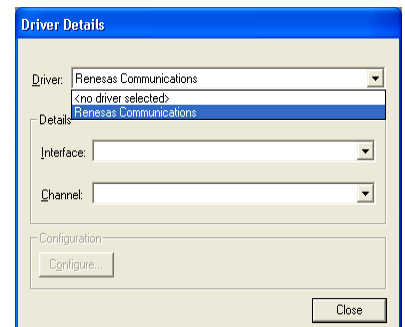 Driver Details
Driver: Renesas Communications
<no driver selected>
Renesas Communications
Details
Interface:
Channel:
Configuration
Configure...
Close